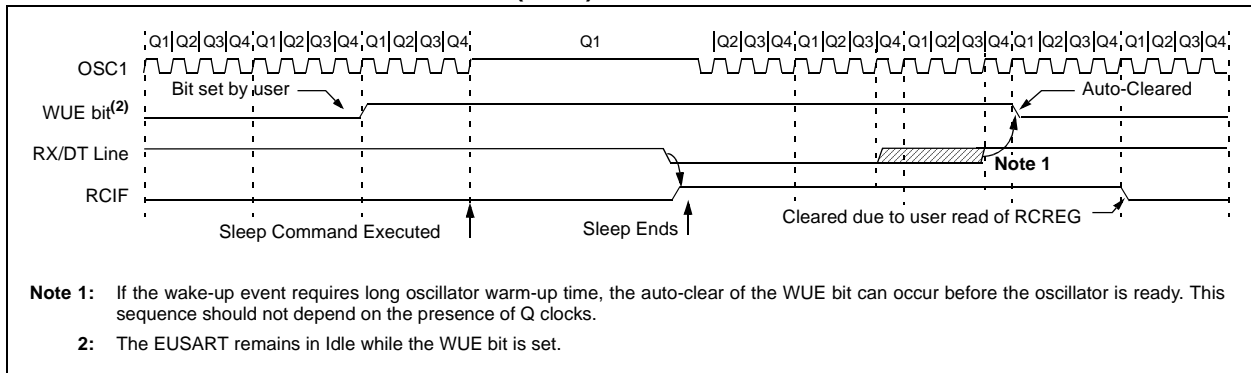 Q1 Q2 Q3 Q4 Q1 Q2 Q3 Q4 Q1 Q2 Q3 Q4 Q1 Q2 Q3 Q4 Q1 Q2 Q3 Q4 Q1 Q2 Q3 Q4 Q1 Q2 Q3 Q4 Q1 Q2 Q3 Q4
OSC1
Bit set by user
Auto-Cleared
WUE bit(2)
RX/DT Line
Note 1
RCIF
Cleared due to user read of RCREG
Sleep Command Executed
Sleep Ends
Note 1: If the wake-up event requires long oscillator warm-up time, the auto-clear of the WUE bit can occur before the oscillator is ready. This
sequence should not depend on the presence of Q clocks.
2: The EUSART remains in Idle while the WUE bit is set.